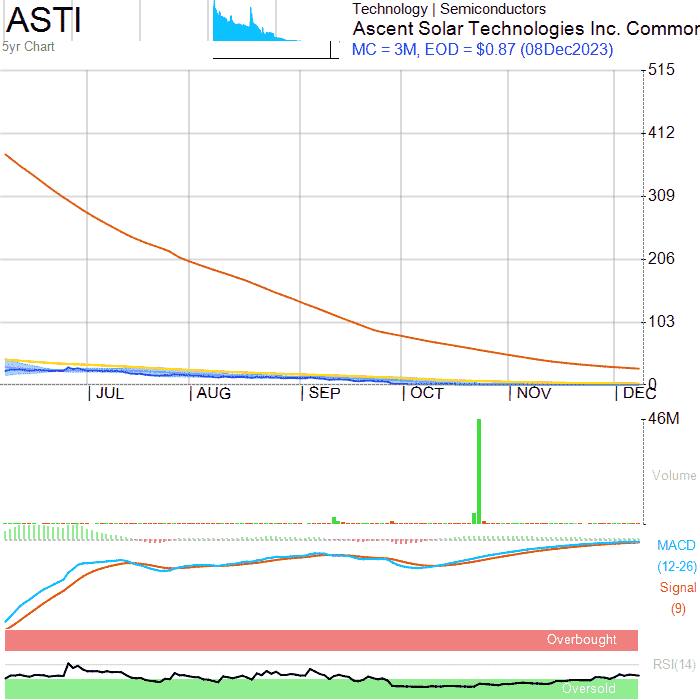 ASTI
5yr Chart
Technology | Semiconductors
Ascent Solar Technologies Inc. Common
MC = 3M, EOD = $0.87 (08Dec2023)
515
412
309
206
103
0
JUL AUG SEP OCT NOV DEC
46M
Volume
MACD
(12-26)
Signal
(9)
Overbought
RSI(14)
Oversold